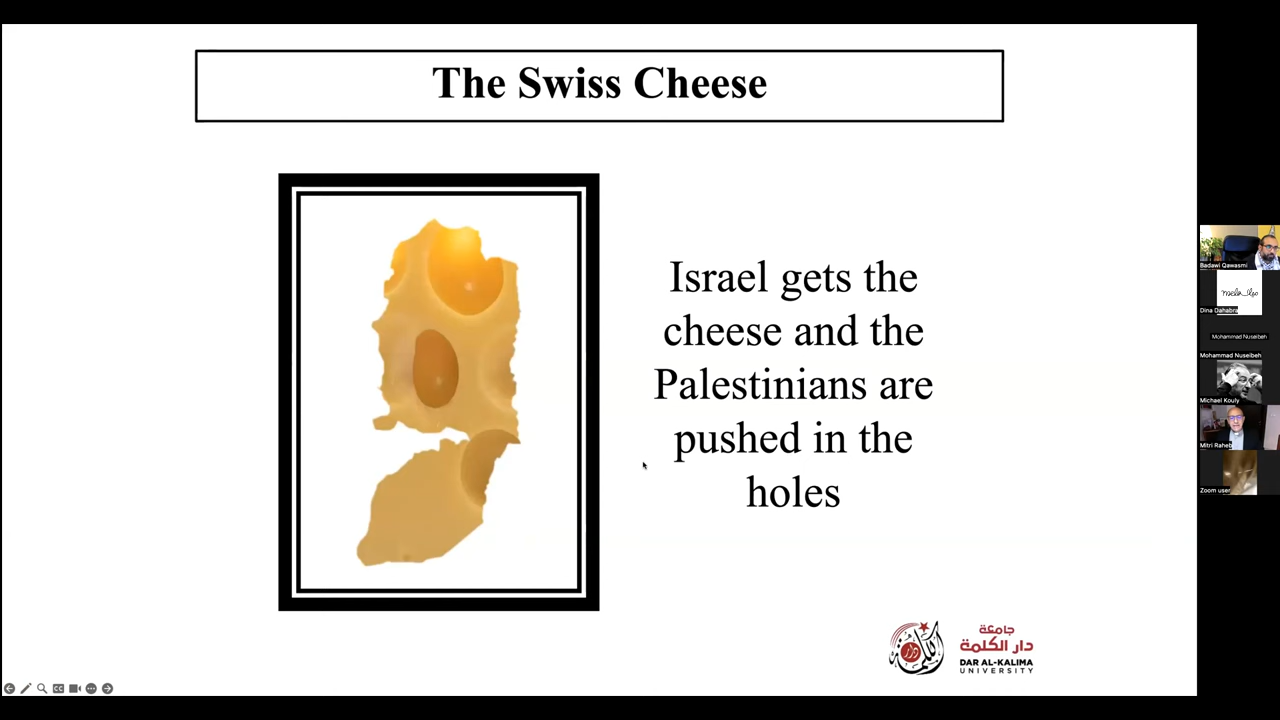 The Swiss Cheese
Israel gets the
cheese and the
Palestinians are
pushed in the
holes
جامعة
دار الكلمة
DAR AL-KALIMA
UNIVERSITY
Badawi Qawasmi
Dina Dahabra
Mohammad Nuseibeh
Mohammad Nuseibeh
Michael Kouly
Mitri Raheb
Zoom user